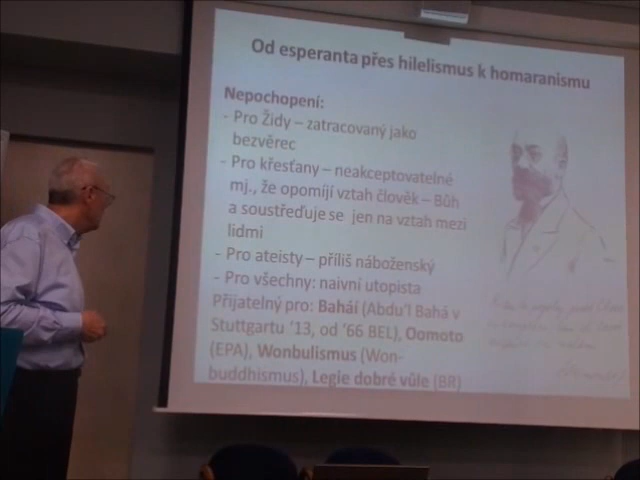 Od esperanta přes hilelismus k homaranismu
Nepochopení:
- Pro Židy – zatracovaný jako
bezvěrec
- Pro křesťany – neakceptovatelné
mj., že opomíjí vztah člověk – Bůh
a soustřeďuje se jen na vztah mezi
lidmi
- Pro ateisty – příliš náboženský
- Pro všechny: naivní utopista
Přijatelný pro: Baháí (Abdu'l Bahá v
Stuttgartu '13, od '66 BEL), Oomoto
(EPA), Wonbulismus (Won-
buddhismus), Legie dobré vůle (BR)